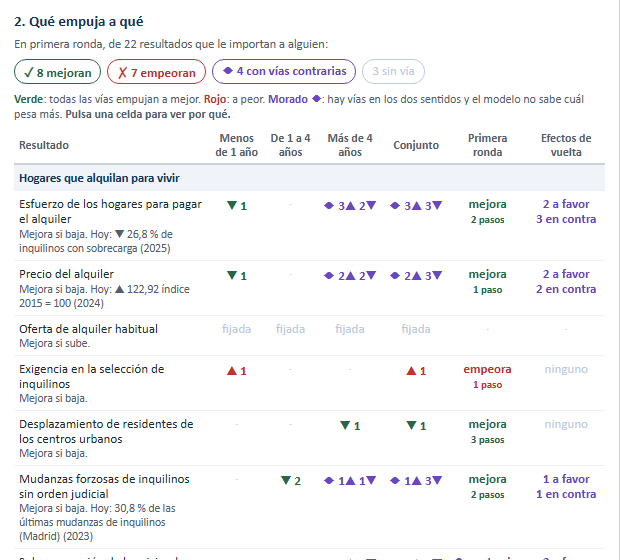 2. Qué empuja a qué
En primera ronda, de 22 resultados que le importan a alguien:
✓ 8 mejoran ✗ 7 empeoran ◆ 4 con vías contrarias 3 sin vía
Verde: todas las vías empujan a mejor. Rojo: a peor. Morado ◆: hay vías en los dos sentidos y el modelo no sabe cuál
pesa más. Pulsa una celda para ver por qué.
Resultado Menos de 1 año De 1 a 4 años Más de 4 años Conjunto Primera ronda Efectos de vuelta
Hogares que alquilan para vivir
Esfuerzo de los hogares para pagar ▼ 1 · ◆ 3▲ 2▼ ◆ 3▲ 3▼ mejora 2 a favor
el alquiler 2 pasos 3 en contra
Mejora si baja. Hoy: ▼ 26,8 % de
inquilinos con sobrecarga (2025)
Precio del alquiler ▼ 1 · ◆ 2▲ 2▼ ◆ 2▲ 3▼ mejora 2 a favor
Mejora si baja. Hoy: ▲ 122,92 índice 1 paso 2 en contra
2015 = 100 (2024)
Oferta de alquiler habitual fijada fijada fijada fijada · ·
Mejora si sube.
Exigencia en la selección de ▲ 1 · · ▲ 1 empeora ninguno
inquilinos 1 paso
Mejora si baja.
Desplazamiento de residentes de · · ▼ 1 ▼ 1 mejora ninguno
los centros urbanos 3 pasos
Mejora si baja.
Mudanzas forzosas de inquilinos · ▼ 2 ◆ 1▲ 1▼ ◆ 1▲ 3▼ mejora 1 a favor
sin orden judicial 2 pasos 1 en contra
Mejora si baja. Hoy: 30,8 % de las
últimas mudanzas de inquilinos
(Madrid) (2023)